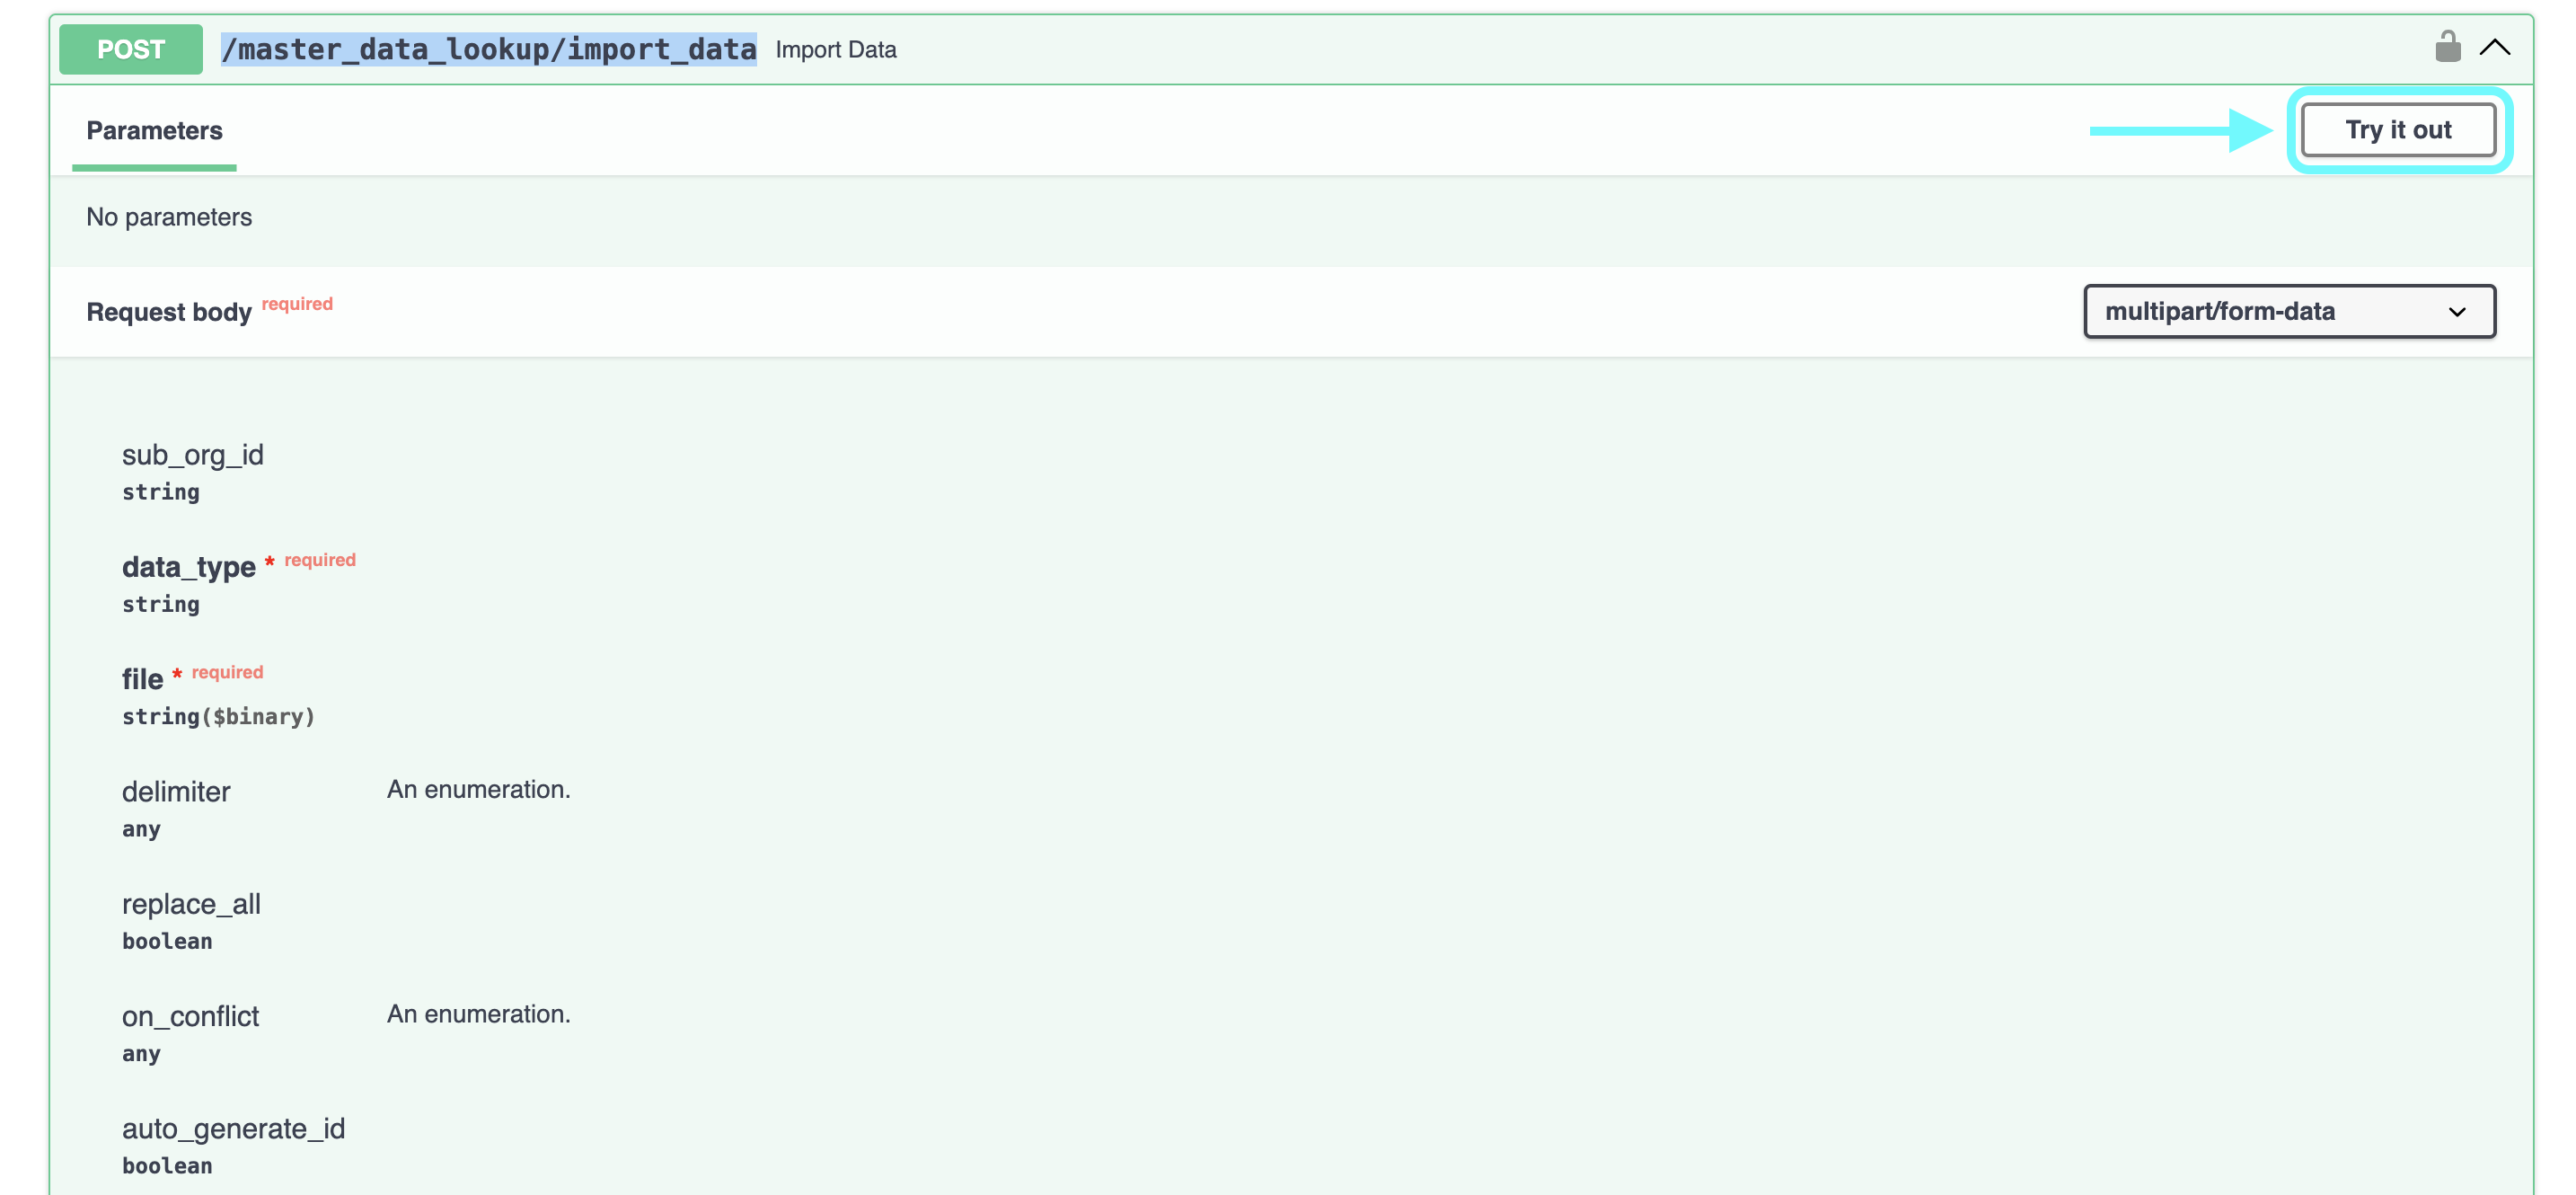 POST /master_data_lookup/import_data Import Data
Parameters
Try it out
No parameters
Request body required
multipart/form-data
sub_org_id
string
data_type * required
string
file * required
string($binary)
delimiter An enumeration.
any
replace_all
boolean
on_conflict An enumeration.
any
auto_generate_id
boolean